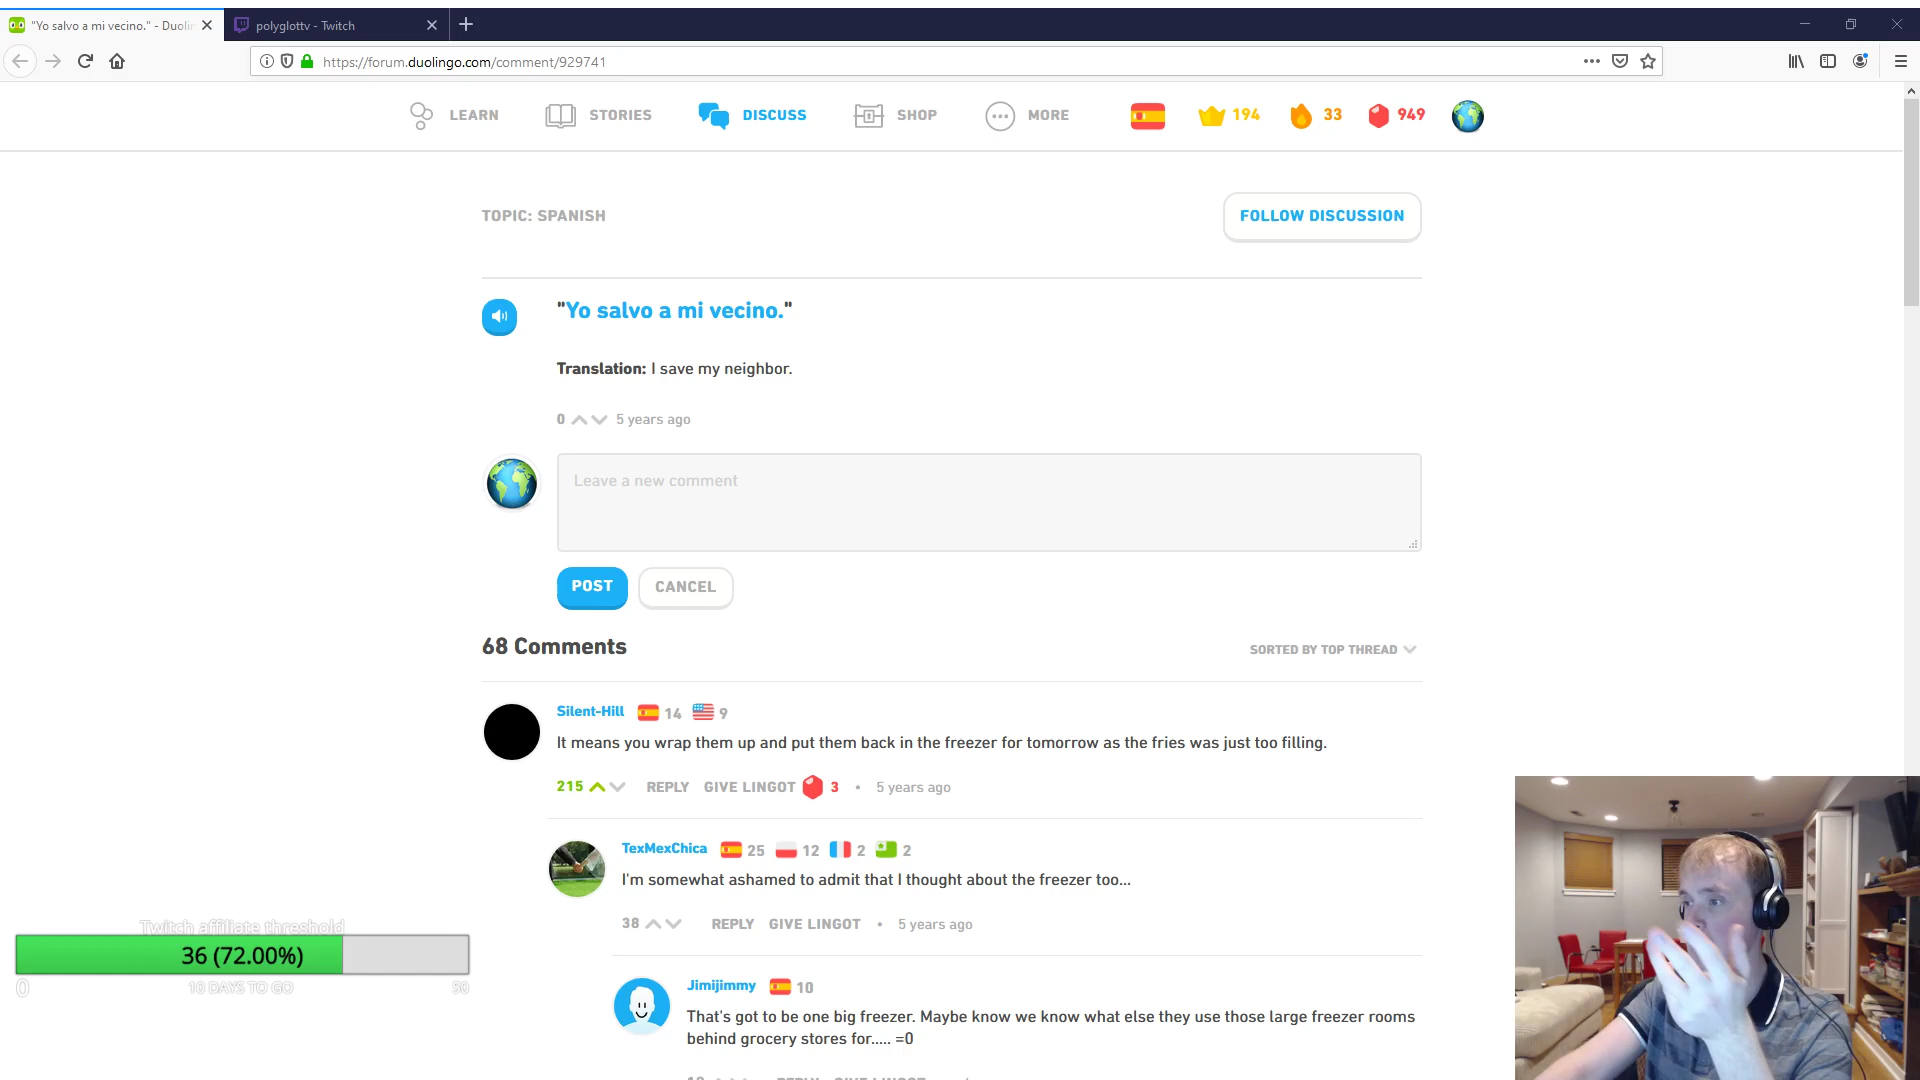 "Yo salvo a mi vecino." - Duolin
polyglottv - Twitch
https://forum.duolingo.com/comment/929741
LEARN
STORIES
DISCUSS
SHOP
MORE
194
33
949
TOPIC: SPANISH
FOLLOW DISCUSSION
"Yo salvo a mi vecino."
Translation: I save my neighbor.
0
5 years ago
Leave a new comment
POST
CANCEL
68 Comments
SORTED BY TOP THREAD
Silent-Hill 14 9
It means you wrap them up and put them back in the freezer for tomorrow as the fries was just too filling.
215 REPLY GIVE LINGOT 3 • 5 years ago
TexMexChica 25 12 2 2
I'm somewhat ashamed to admit that I thought about the freezer too...
38 REPLY GIVE LINGOT • 5 years ago
Jimijimmy 10
That's got to be one big freezer. Maybe know we know what else they use those large freezer rooms
behind grocery stores for..... =0
Twitch affiliate threshold
36 (72.00%)
0
10 DAYS TO GO
50